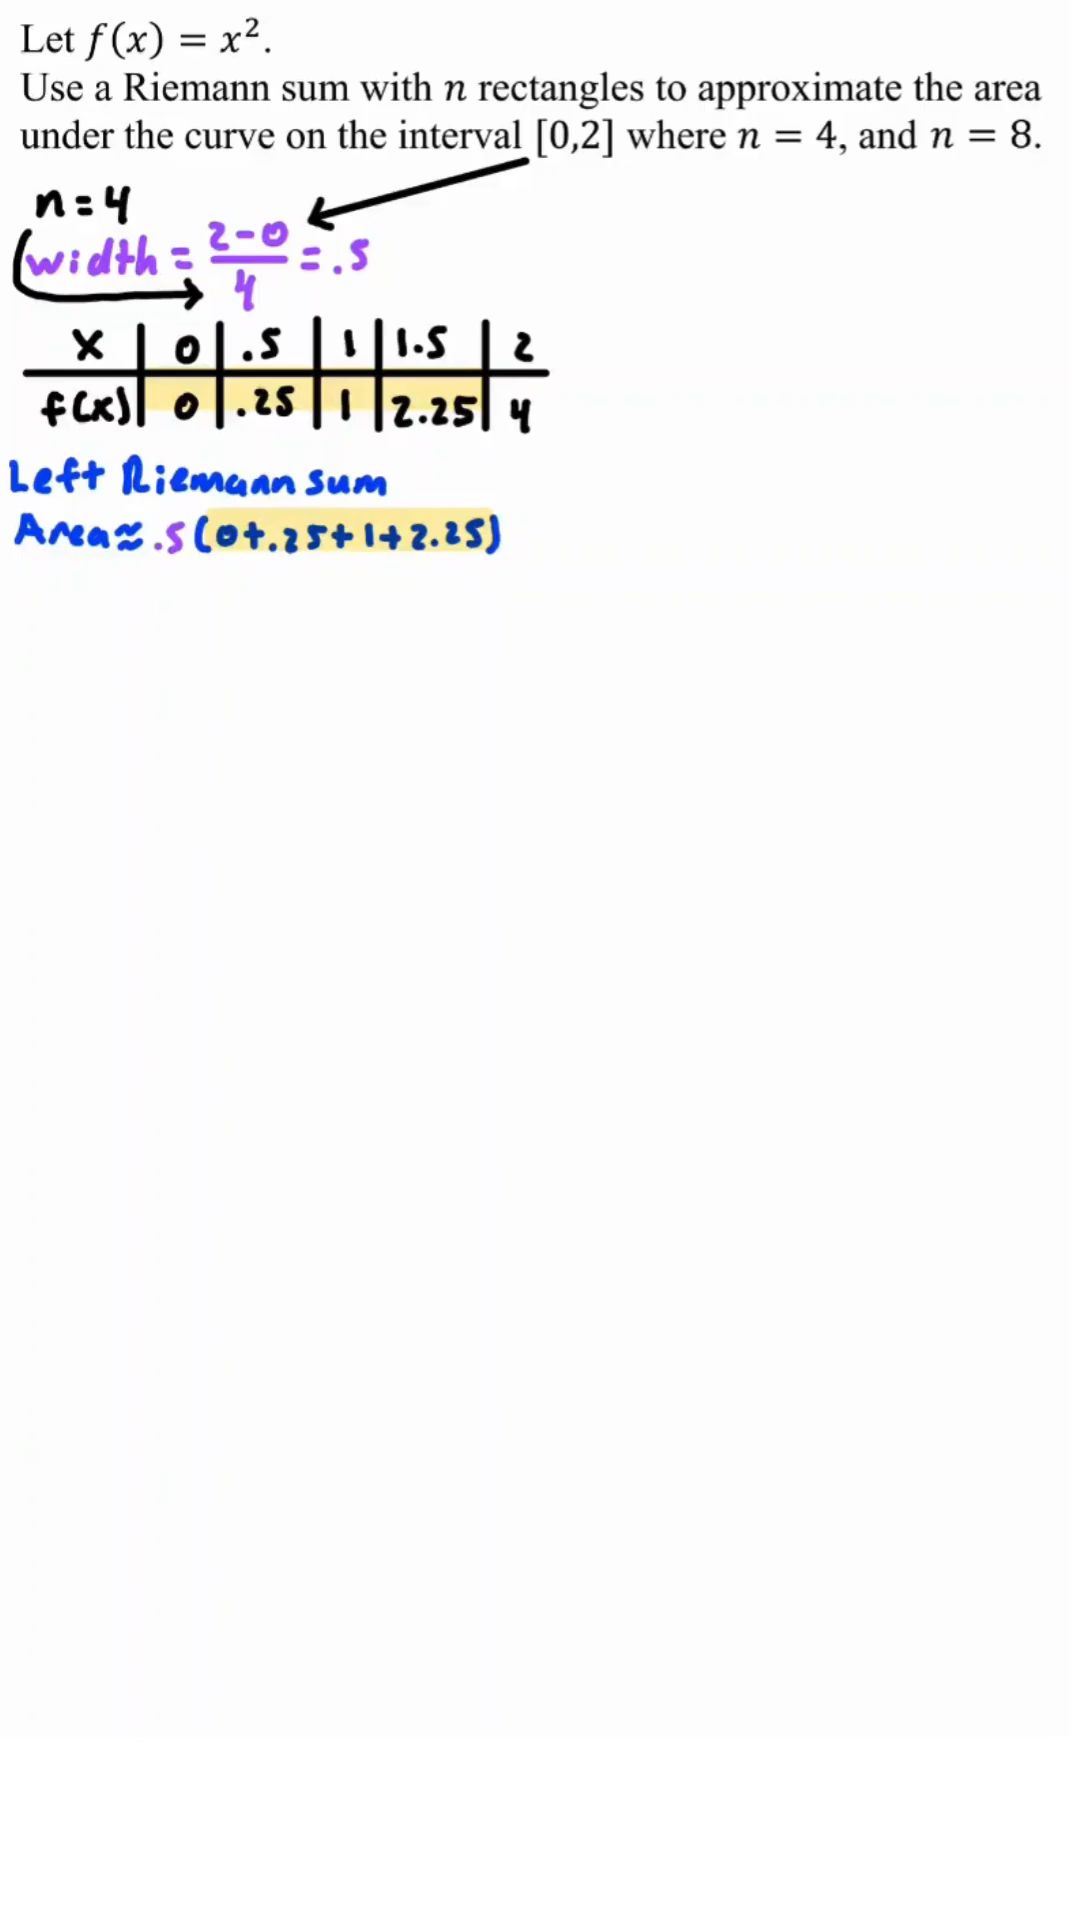 Let f(x) = x².
Use a Riemann sum with n rectangles to approximate the area
under the curve on the interval [0,2] where n = 4, and n = 8.
n=4
width = 2-0/4 = .5
x | 0 | .5 | 1 | 1.5 | 2
f(x) | 0 | .25 | 1 | 2.25 | 4
Left Riemann sum
Area≈.5(0+.25+1+2.25)